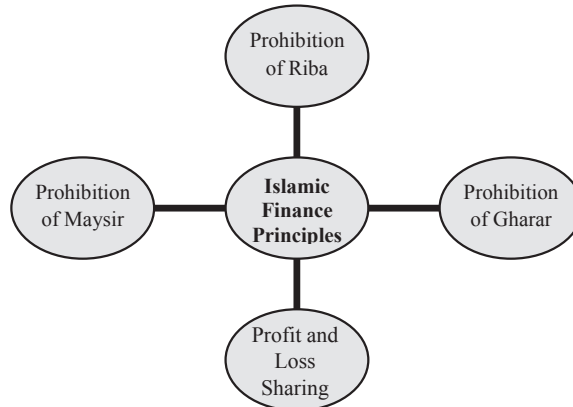 Prohibition
of Riba
Prohibition
of Maysir
Islamic
Finance
Principles
Prohibition
of Gharar
Profit and
Loss
Sharing